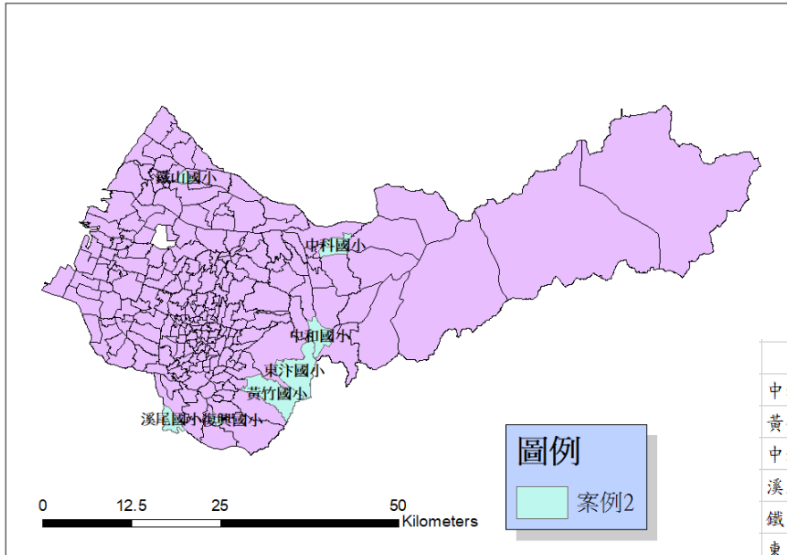 鐵山國小
中科國小
中和國小
東汴國小
黃竹國小
溪尾國小
復興國小
圖例
案例2
0 12.5 25 50
Kilometers
中
黃
中
溪
鐵
東